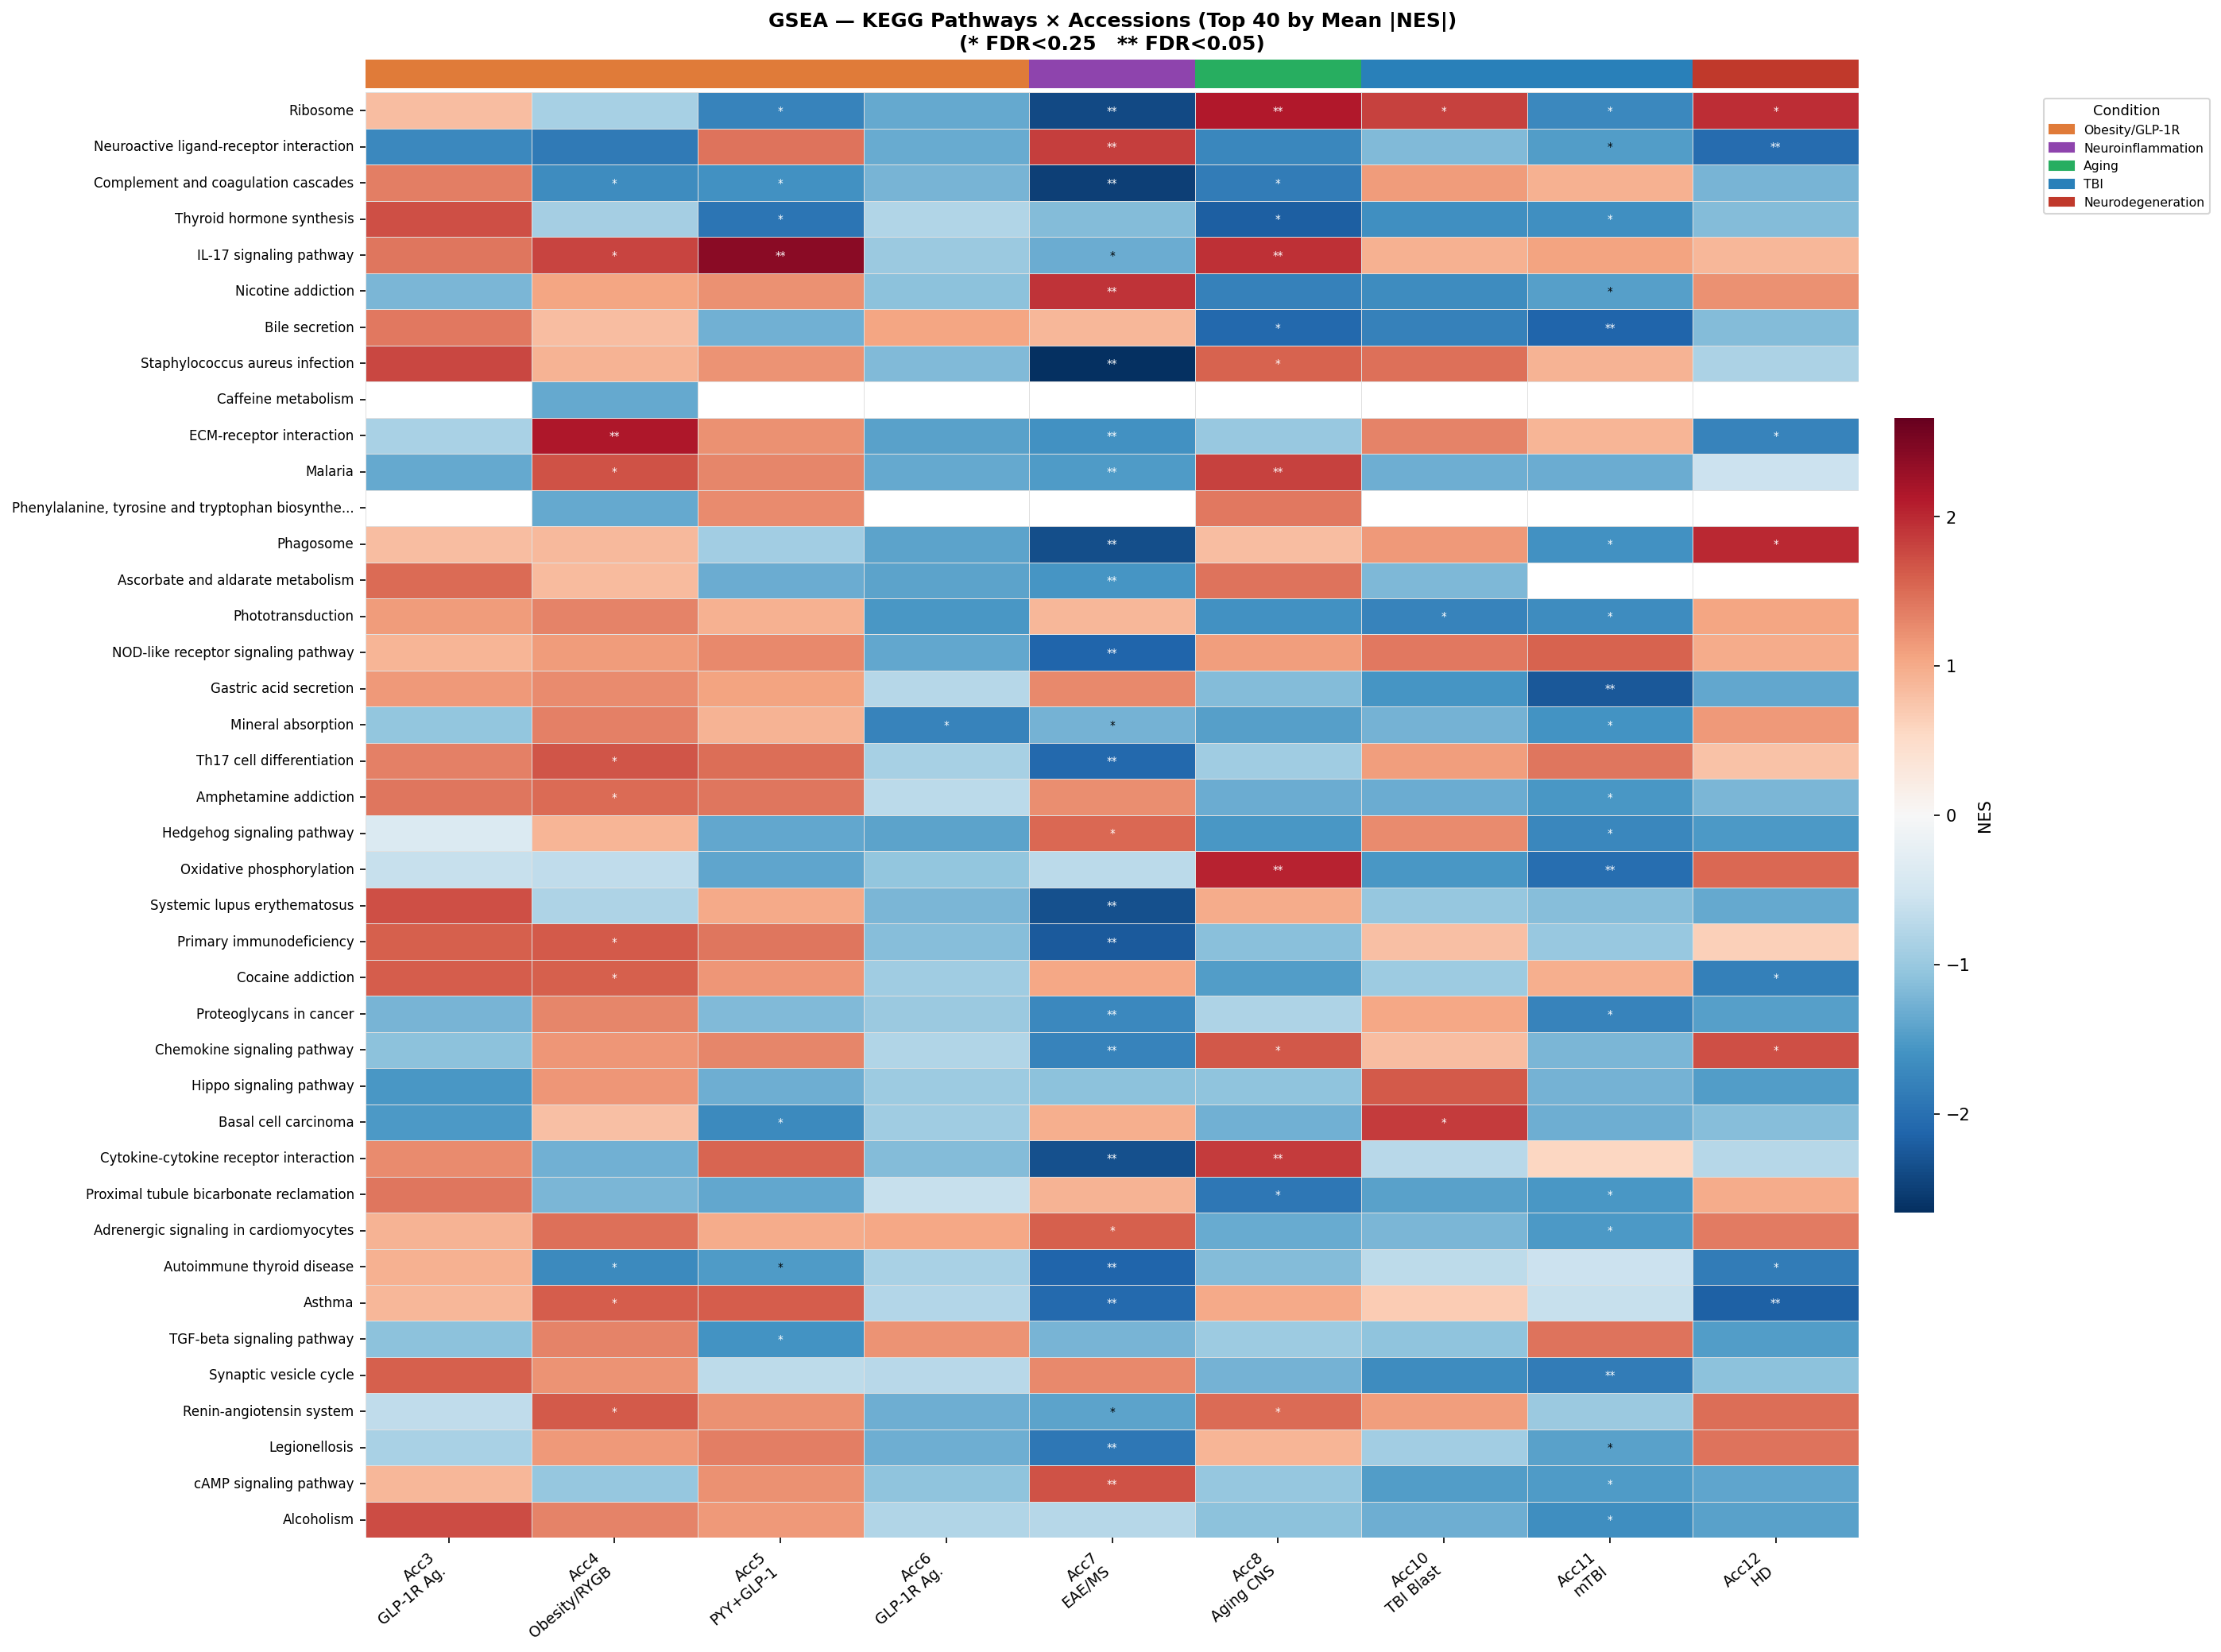 GSEA — KEGG Pathways × Accessions (Top 40 by Mean |NES|)
(* FDR<0.25   ** FDR<0.05)
Condition
Obesity/GLP-1R
Neuroinflammation
Aging
TBI
Neurodegeneration
Ribosome * ** ** * * *
Neuroactive ligand-receptor interaction ** * **
Complement and coagulation cascades * * ** *
Thyroid hormone synthesis * * *
IL-17 signaling pathway * ** * **
Nicotine addiction ** *
Bile secretion * **
Staphylococcus aureus infection ** *
Caffeine metabolism
ECM-receptor interaction ** ** *
Malaria * ** **
Phenylalanine, tyrosine and tryptophan biosynthe...
Phagosome ** * *
Ascorbate and aldarate metabolism **
Phototransduction * *
NOD-like receptor signaling pathway **
Gastric acid secretion **
Mineral absorption * * *
Th17 cell differentiation * **
Amphetamine addiction * *
Hedgehog signaling pathway * *
Oxidative phosphorylation ** **
Systemic lupus erythematosus **
Primary immunodeficiency * **
Cocaine addiction * *
Proteoglycans in cancer ** *
Chemokine signaling pathway ** * *
Hippo signaling pathway
Basal cell carcinoma * *
Cytokine-cytokine receptor interaction ** **
Proximal tubule bicarbonate reclamation * *
Adrenergic signaling in cardiomyocytes * *
Autoimmune thyroid disease * * ** *
Asthma * ** **
TGF-beta signaling pathway *
Synaptic vesicle cycle **
Renin-angiotensin system * * *
Legionellosis ** *
cAMP signaling pathway ** *
Alcoholism *
2
1
0
−1
−2
NES
Acc3
GLP-1R Ag.
Acc4
Obesity/RYGB
Acc5
PYY+GLP-1
Acc6
GLP-1R Ag.
Acc7
EAE/MS
Acc8
Aging CNS
Acc10
TBI Blast
Acc11
mTBI
Acc12
HD